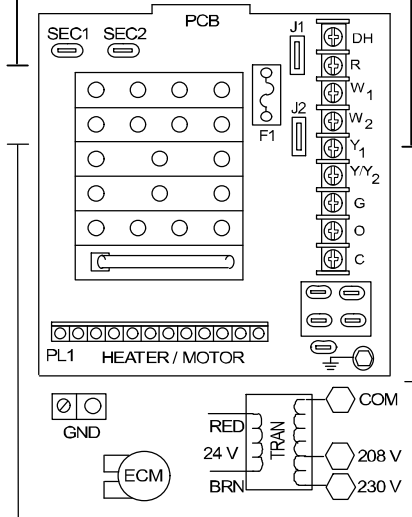 PCB
SEC1 SEC2
J1
DH
R
W1
J2
W2
F1
Y1
Y/Y2
G
O
C
PL1 HEATER / MOTOR
GND
COM
RED
24 V
TRAN
208 V
BRN
230 V
ECM